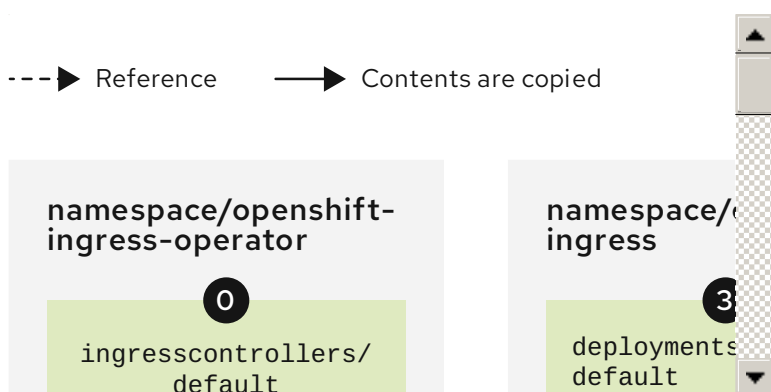 Reference
Contents are copied
namespace/openshift-
ingress-operator
0
ingresscontrollers/
default
namespace/
ingress
3
deployments
default